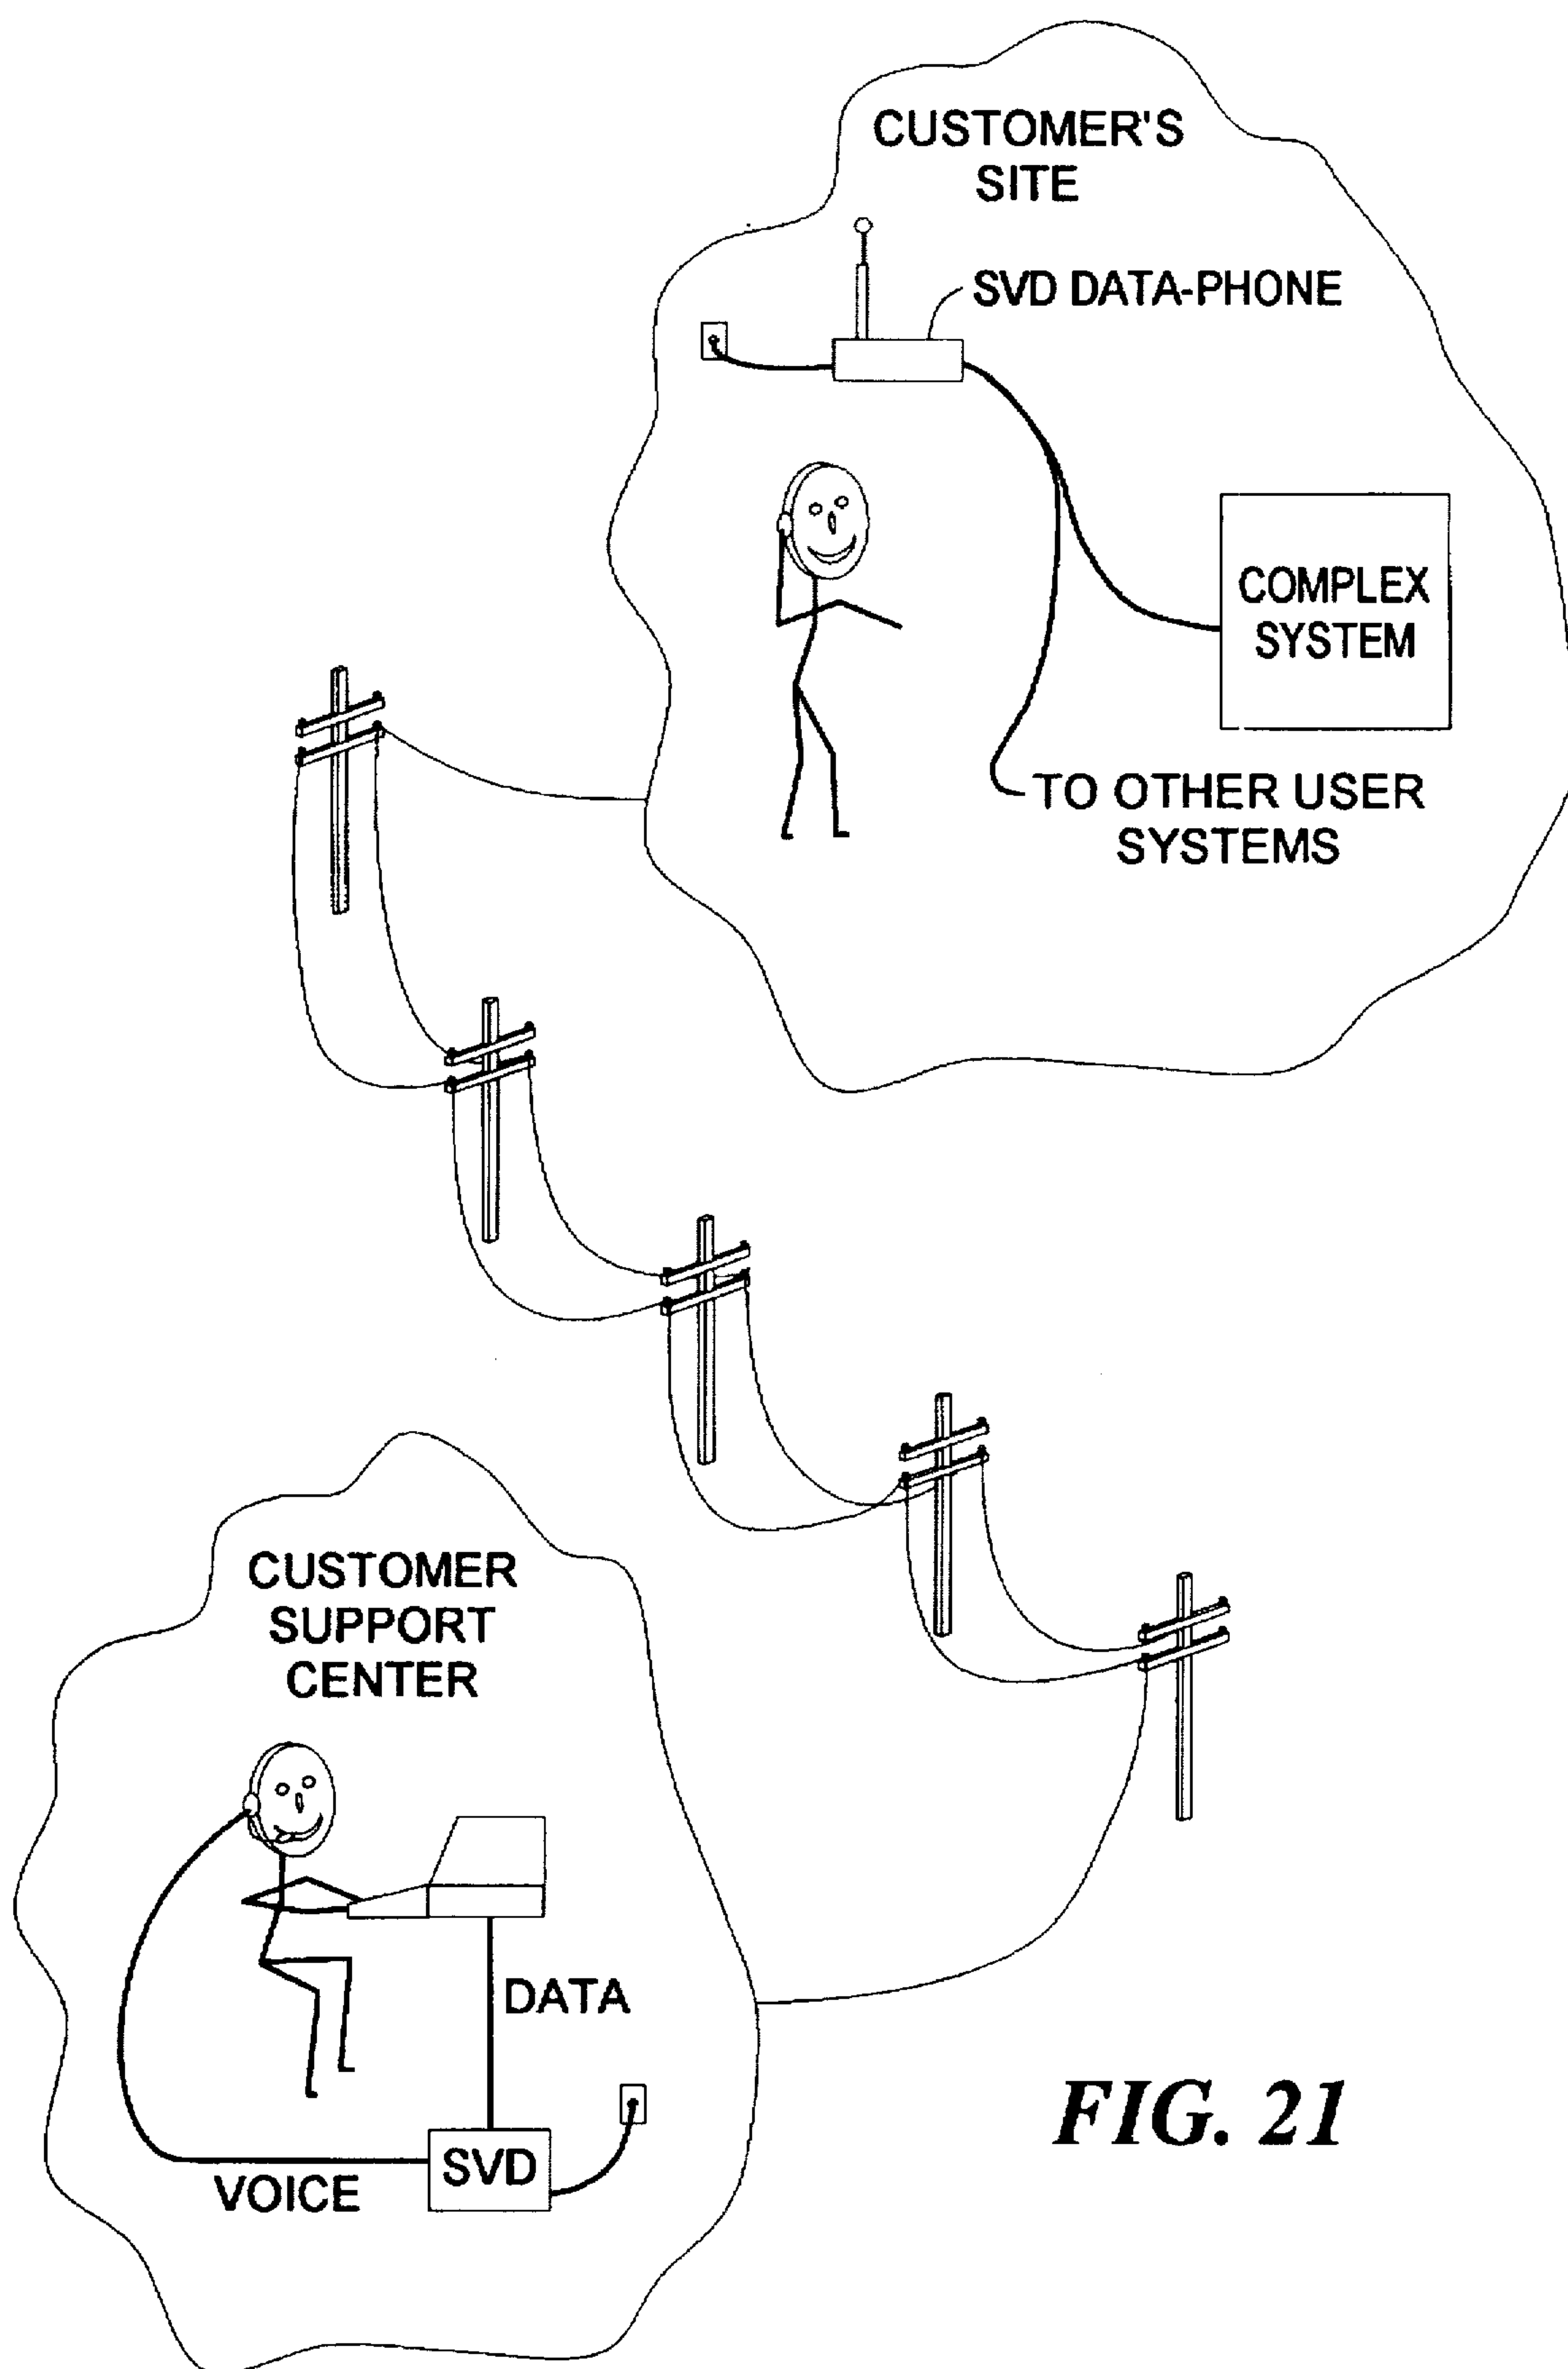 CUSTOMER'S
SITE
SVD DATA-PHONE
COMPLEX
SYSTEM
TO OTHER USER
SYSTEMS
CUSTOMER
SUPPORT
CENTER
DATA
SVD
VOICE
FIG. 21